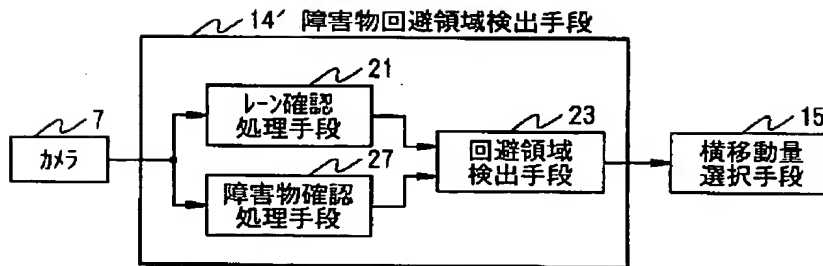 14′ 障害物回避領域検出手段
21
レーン確認
処理手段
7
カメラ
23
回避領域
検出手段
15
横移動量
選択手段
27
障害物確認
処理手段